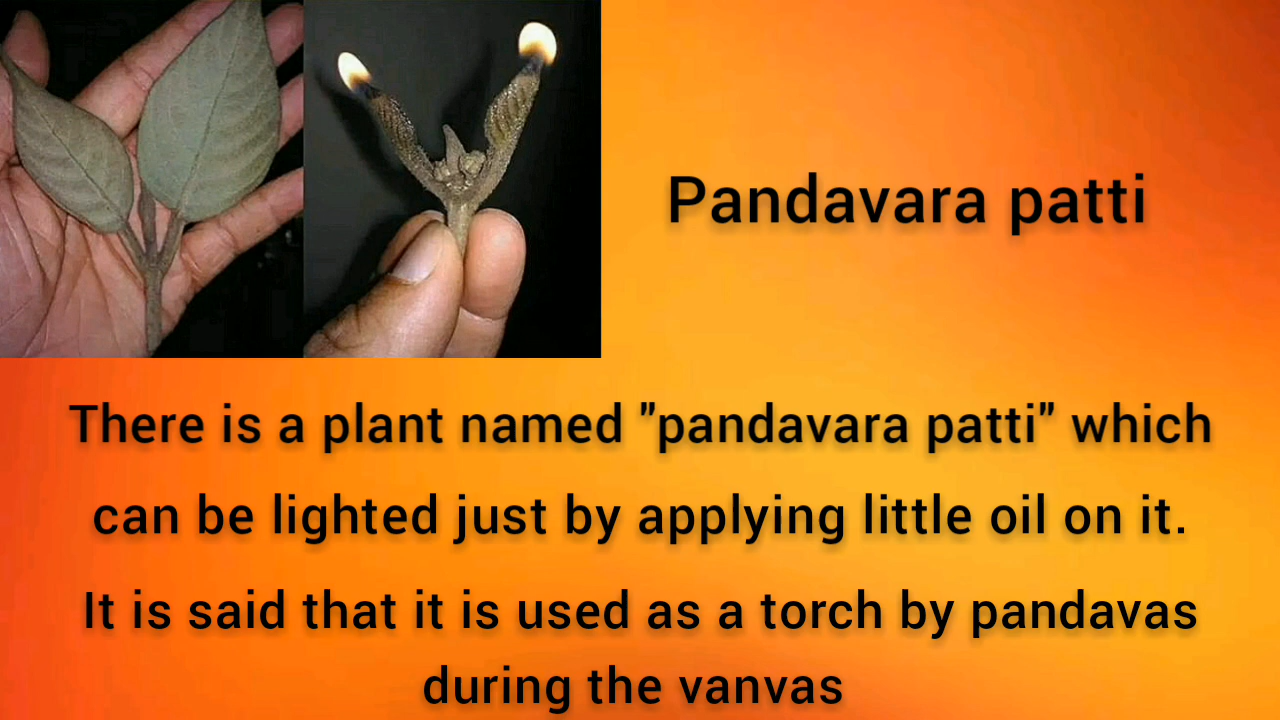 Pandavara patti
There is a plant named "pandavara patti" which
can be lighted just by applying little oil on it.
It is said that it is used as a torch by pandavas
during the vanvas